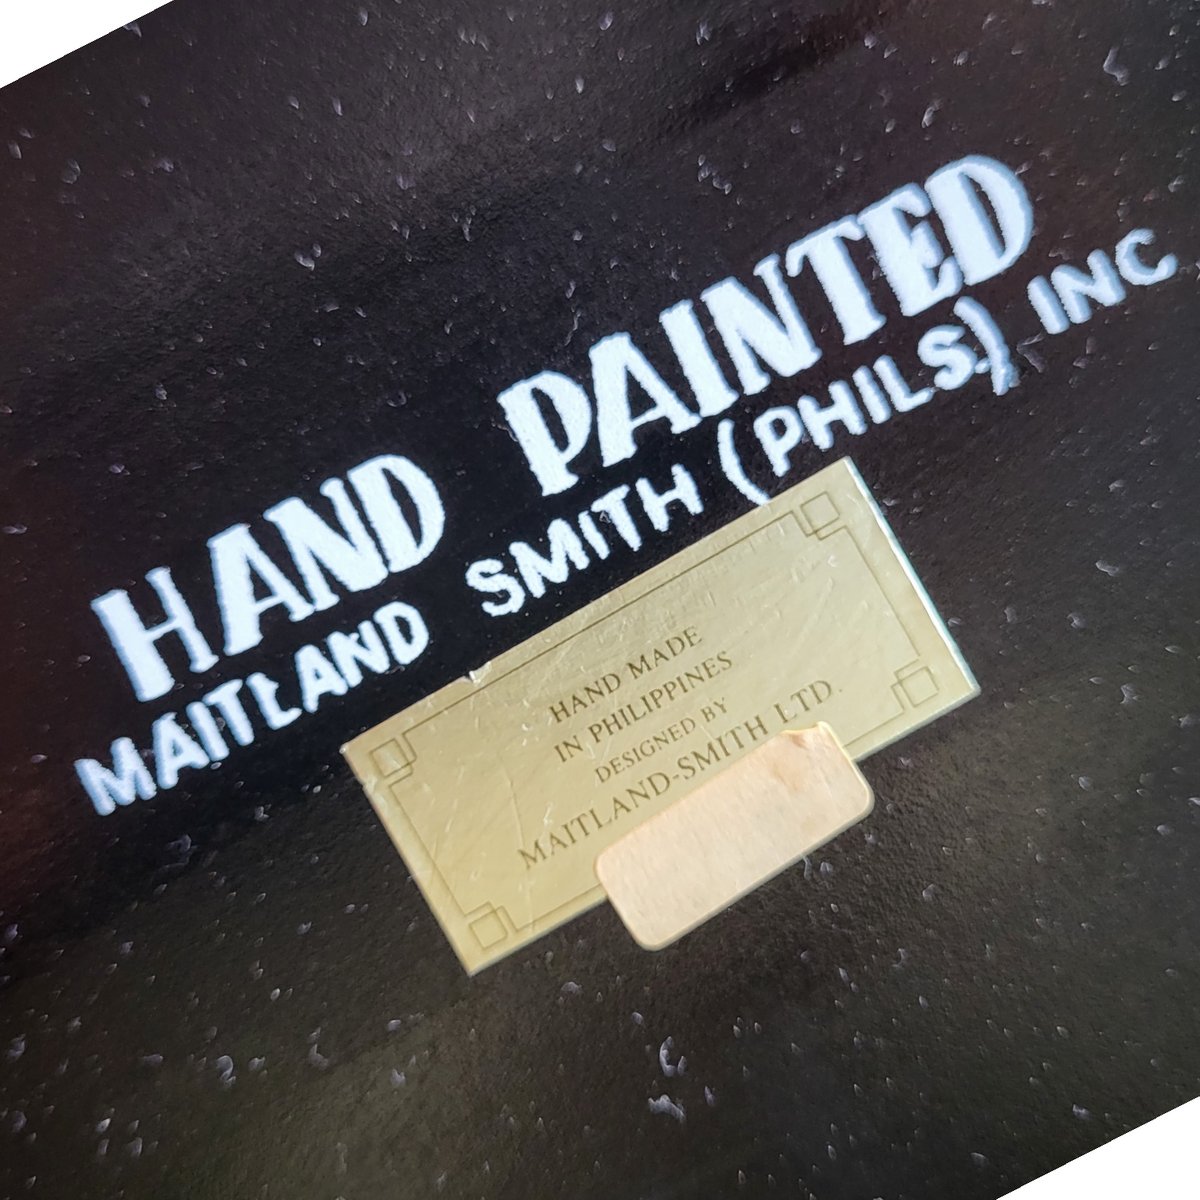 HAND PAINTED
MAITLAND SMITH (PHILS) INC
HAND MADE
IN PHILIPPINES
DESIGNED BY
MAITLAND-SMITH LTD.